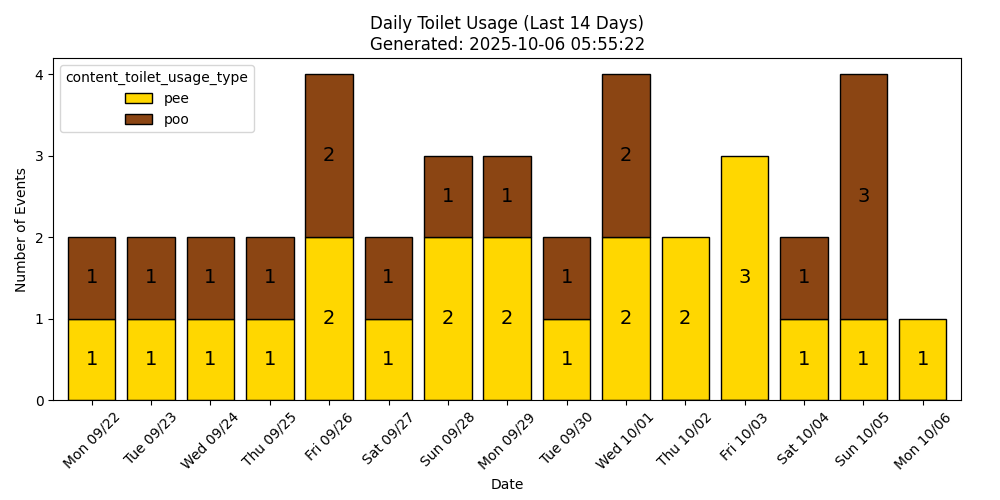 Daily Toilet Usage (Last 14 Days)
Generated: 2025-10-06 05:55:22
content_toilet_usage_type
pee
poo
Number of Events
4
3
2
1
0
2
2
1
1
3
1
1
1
1
1
1
1
3
1
2
2
2
2
2
1
1
1
1
1
1
1
1
1
Mon 09/22
Tue 09/23
Wed 09/24
Thu 09/25
Fri 09/26
Sat 09/27
Sun 09/28
Mon 09/29
Tue 09/30
Wed 10/01
Thu 10/02
Fri 10/03
Sat 10/04
Sun 10/05
Mon 10/06
Date